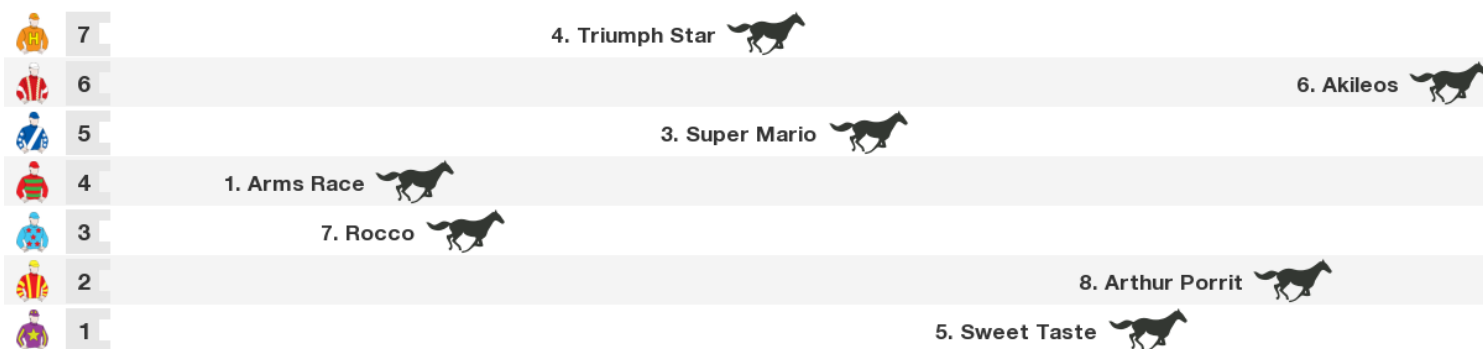 H 7 4. Triumph Star
6 6. Akileos
5 3. Super Mario
4 1. Arms Race
3 7. Rocco
2 8. Arthur Porrit
1 5. Sweet Taste